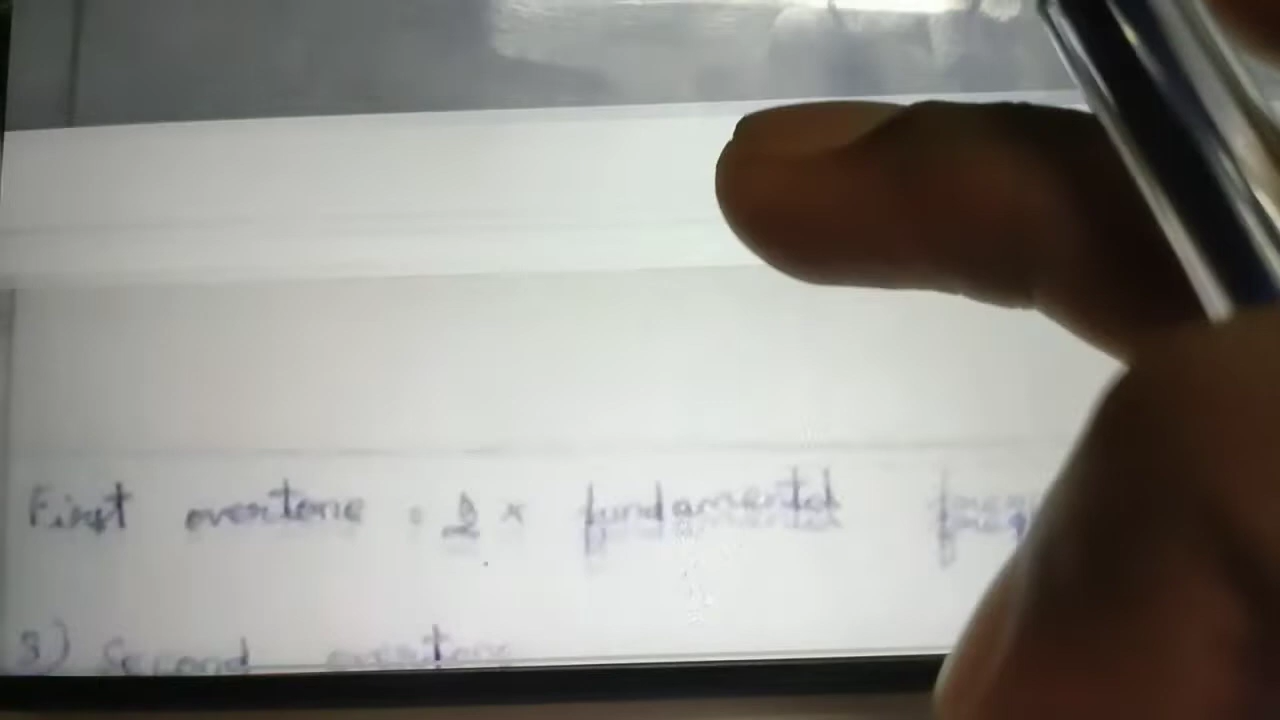 First overtone = 2 × fundamental
3) Second overtone